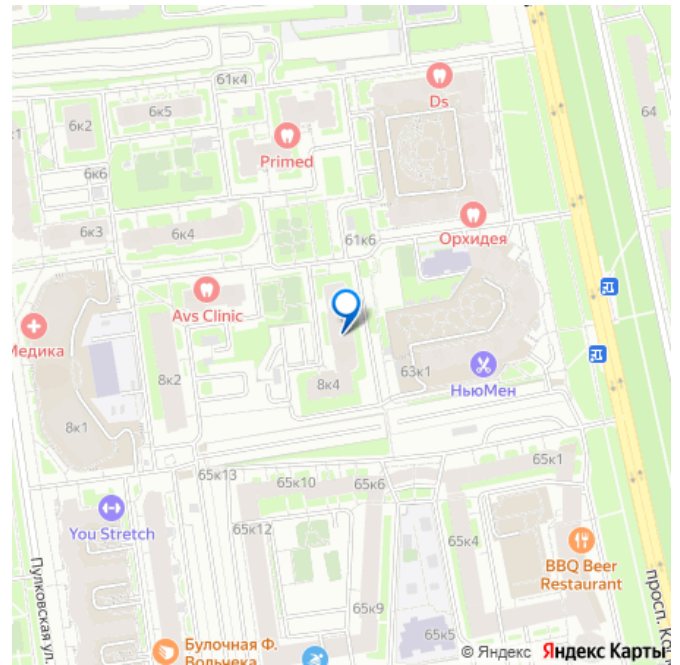 61к4
Ds
6к5
6к2
64
Primed
6к6
6к3
6к4
61к6
Орхидея
Avs Clinic
Медика
8к2
8к4
63к1
НьюМен
8к1
65к13
65к10
65к6
65к1
You Stretch
65к12
65к4
BBQ Beer
Restaurant
Пулковская ул.
65к9
65к5
Булочная Ф.
Вольчека
© Яндекс Яндекс Карты